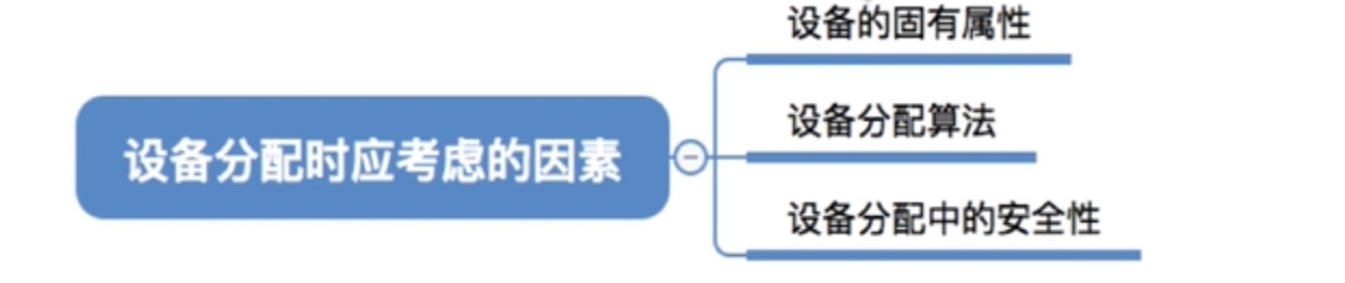 设备的固有属性
设备分配算法
设备分配时应考虑的因素
设备分配中的安全性